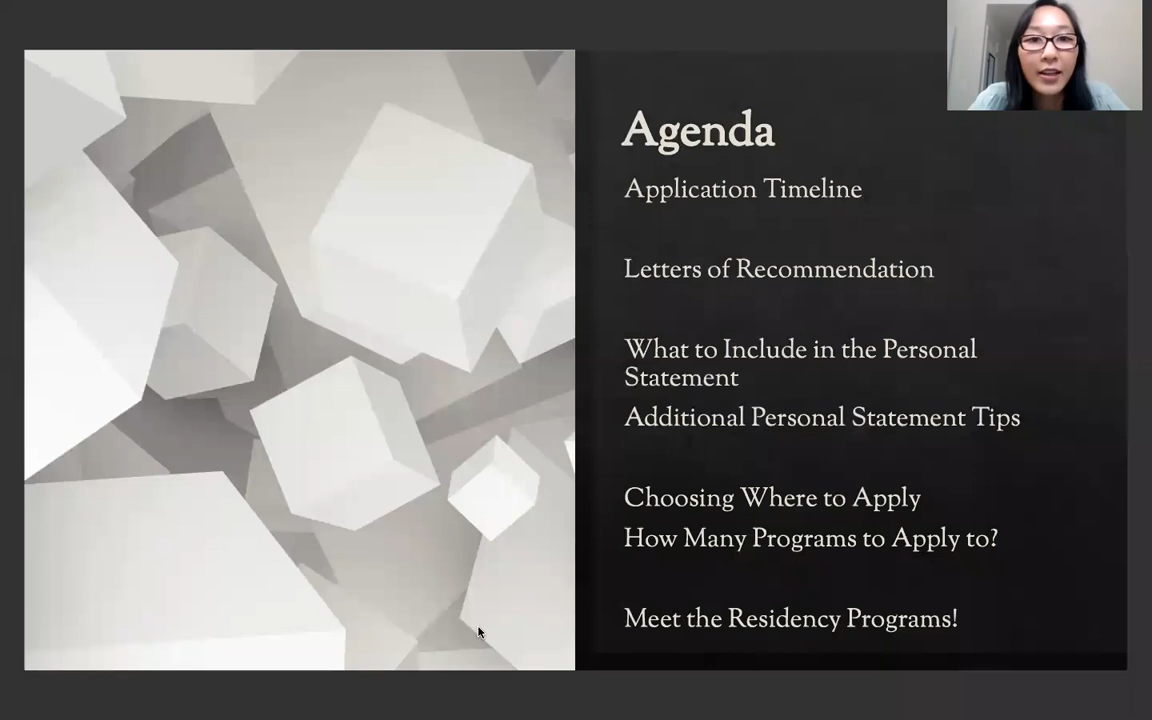 Agenda
Application Timeline
Letters of Recommendation
What to Include in the Personal
Statement
Additional Personal Statement Tips
Choosing Where to Apply
How Many Programs to Apply to?
Meet the Residency Programs!